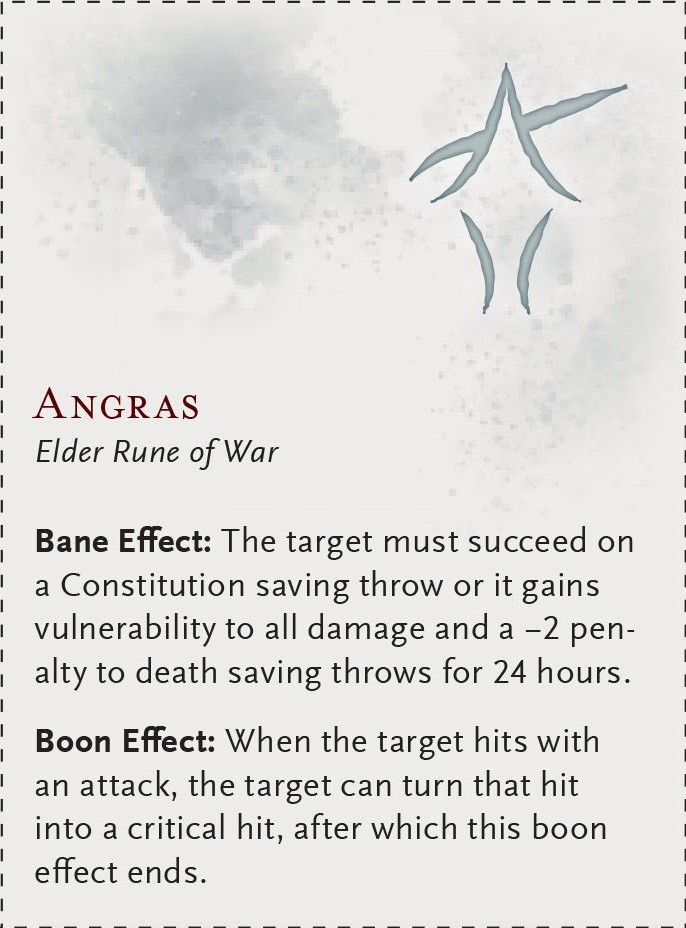 Angras
Elder Rune of War
Bane Effect: The target must succeed on
a Constitution saving throw or it gains
vulnerability to all damage and a −2 pen-
alty to death saving throws for 24 hours.
Boon Effect: When the target hits with
an attack, the target can turn that hit
into a critical hit, after which this boon
effect ends.